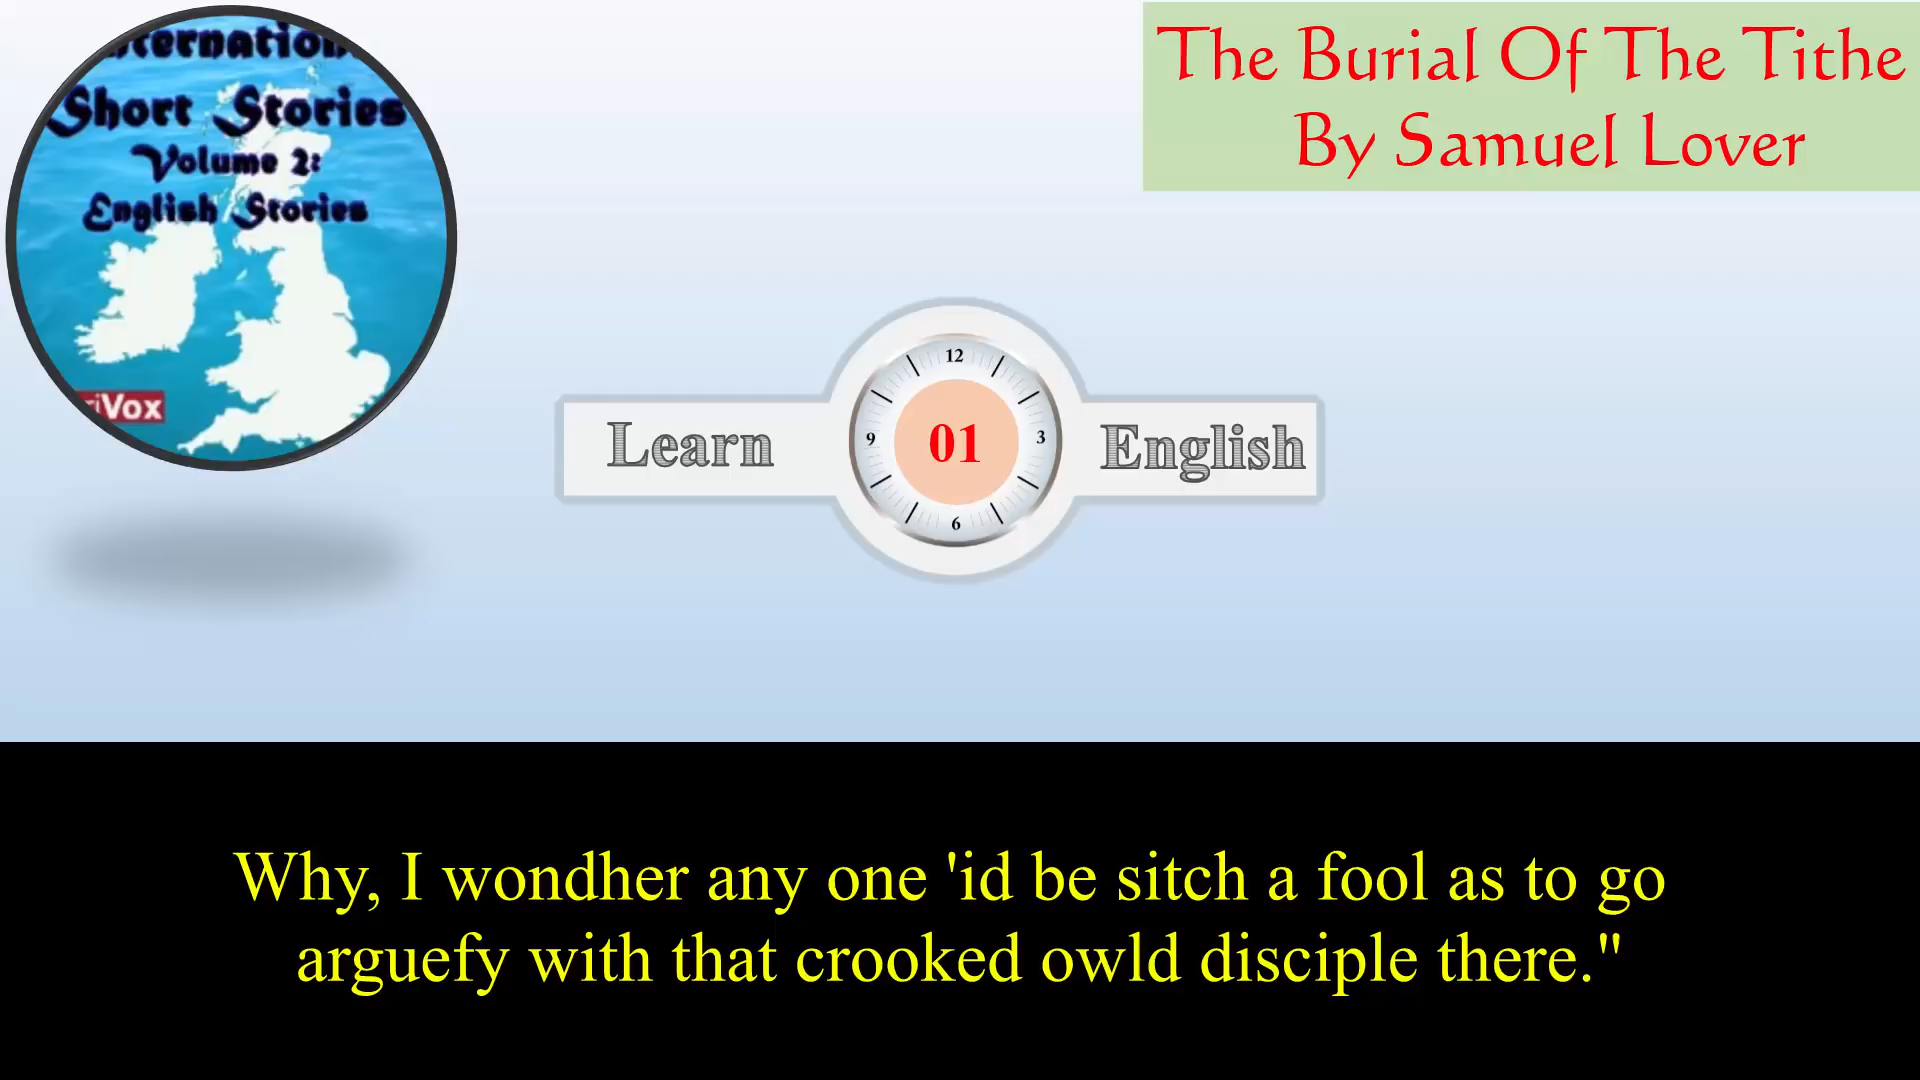 Short Stories
Volume 2:
English Stories
The Burial Of The Tithe
By Samuel Lover
12
9
3
6
01
Learn
English
Why, I wondher any one 'id be sitch a fool as to go
arguefy with that crooked owld disciple there."